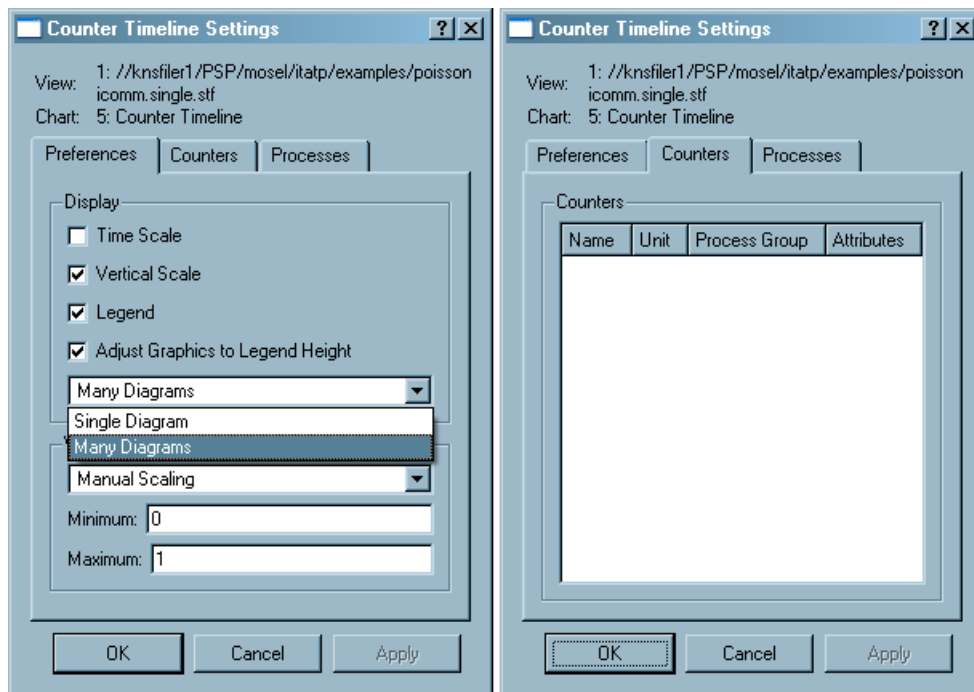 Counter Timeline Settings
View: 1: //knsfiler1/PSP/mosel/itatp/examples/poisson
icomm.single.stf
Chart: 5: Counter Timeline
Preferences Counters Processes
Display
Time Scale
Vertical Scale
Legend
Adjust Graphics to Legend Height
Many Diagrams
Single Diagram
Many Diagrams
Manual Scaling
Minimum: 0
Maximum: 1
OK Cancel Apply
Counter Timeline Settings
View: 1: //knsfiler1/PSP/mosel/itatp/examples/poisson
icomm.single.stf
Chart: 5: Counter Timeline
Preferences Counters Processes
Counters
Name Unit Process Group Attributes
OK Cancel Apply